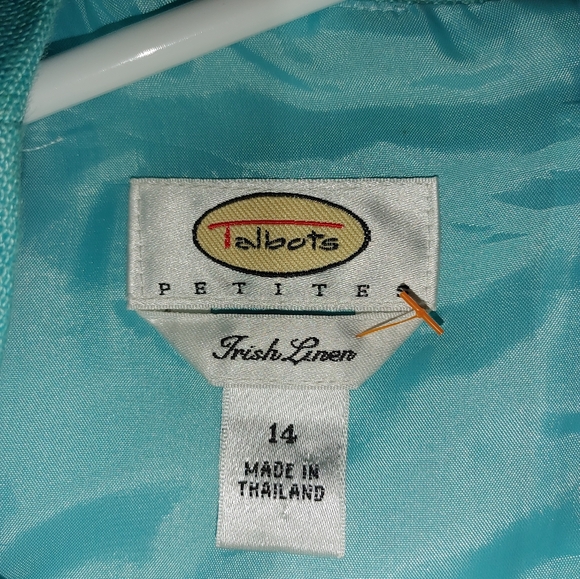 Talbots
PETITES
Irish Linen
14
MADE IN
THAILAND